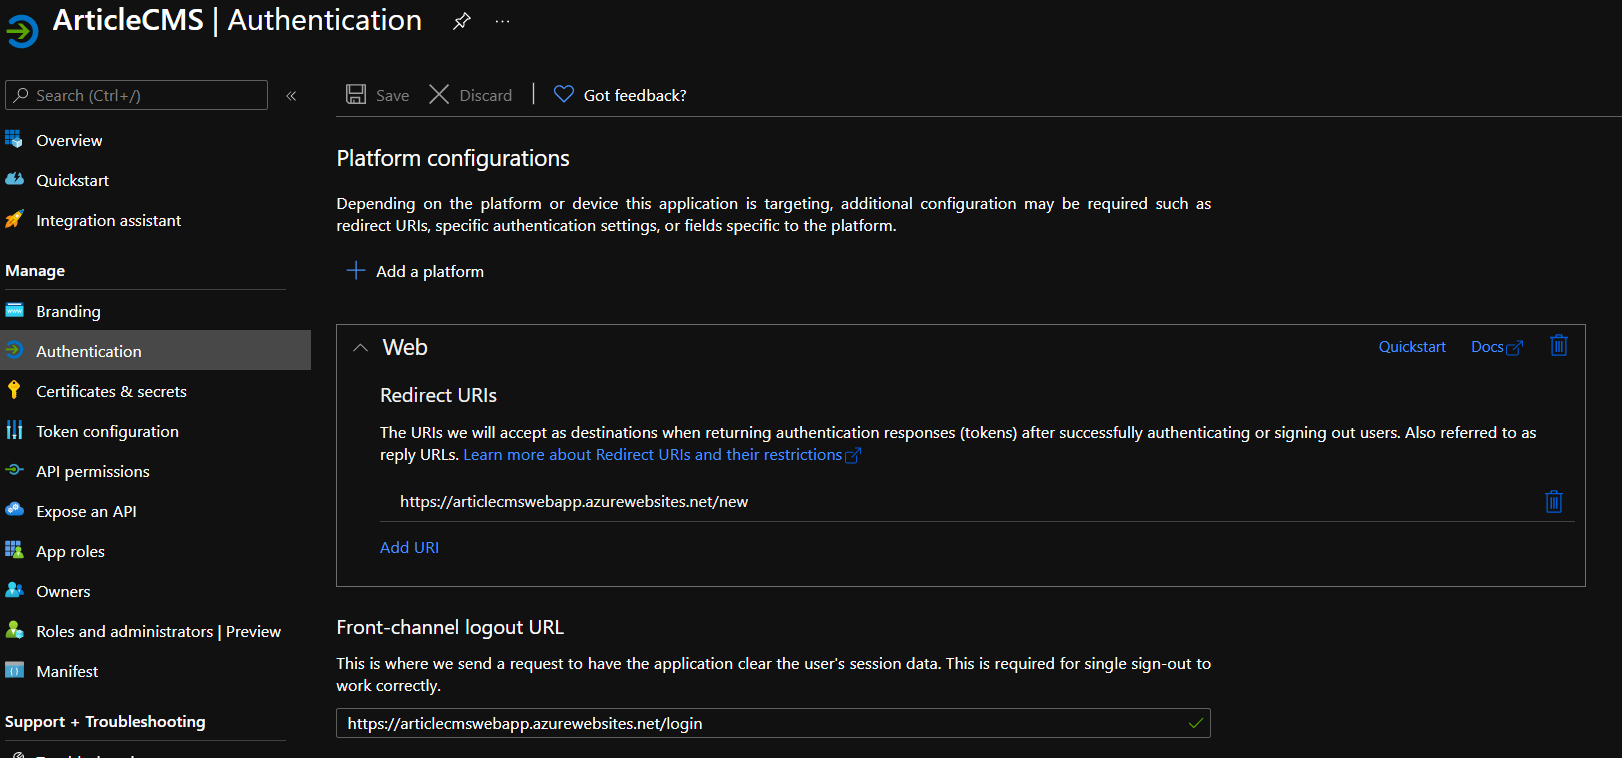 ArticleCMS | Authentication
Search (Ctrl+/)
«
Save
Discard
Got feedback?
Overview
Quickstart
Integration assistant
Manage
Branding
Authentication
Certificates & secrets
Token configuration
API permissions
Expose an API
App roles
Owners
Roles and administrators | Preview
Manifest
Support + Troubleshooting
Platform configurations
Depending on the platform or device this application is targeting, additional configuration may be required such as
redirect URIs, specific authentication settings, or fields specific to the platform.
Add a platform
Web
Quickstart
Docs
Redirect URIs
The URIs we will accept as destinations when returning authentication responses (tokens) after successfully authenticating or signing out users. Also referred to as
reply URLs. Learn more about Redirect URIs and their restrictions
https://articlecmswebapp.azurewebsites.net/new
Add URI
Front-channel logout URL
This is where we send a request to have the application clear the user's session data. This is required for single sign-out to
work correctly.
https://articlecmswebapp.azurewebsites.net/login